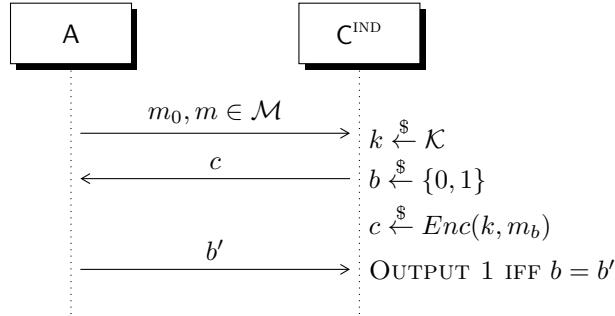 A
C^IND
m_0, m ∈ ℳ
k ←$ 𝒦
c
b ←$ {0, 1}
c ←$ Enc(k, m_b)
b′
OUTPUT 1 IFF b = b′